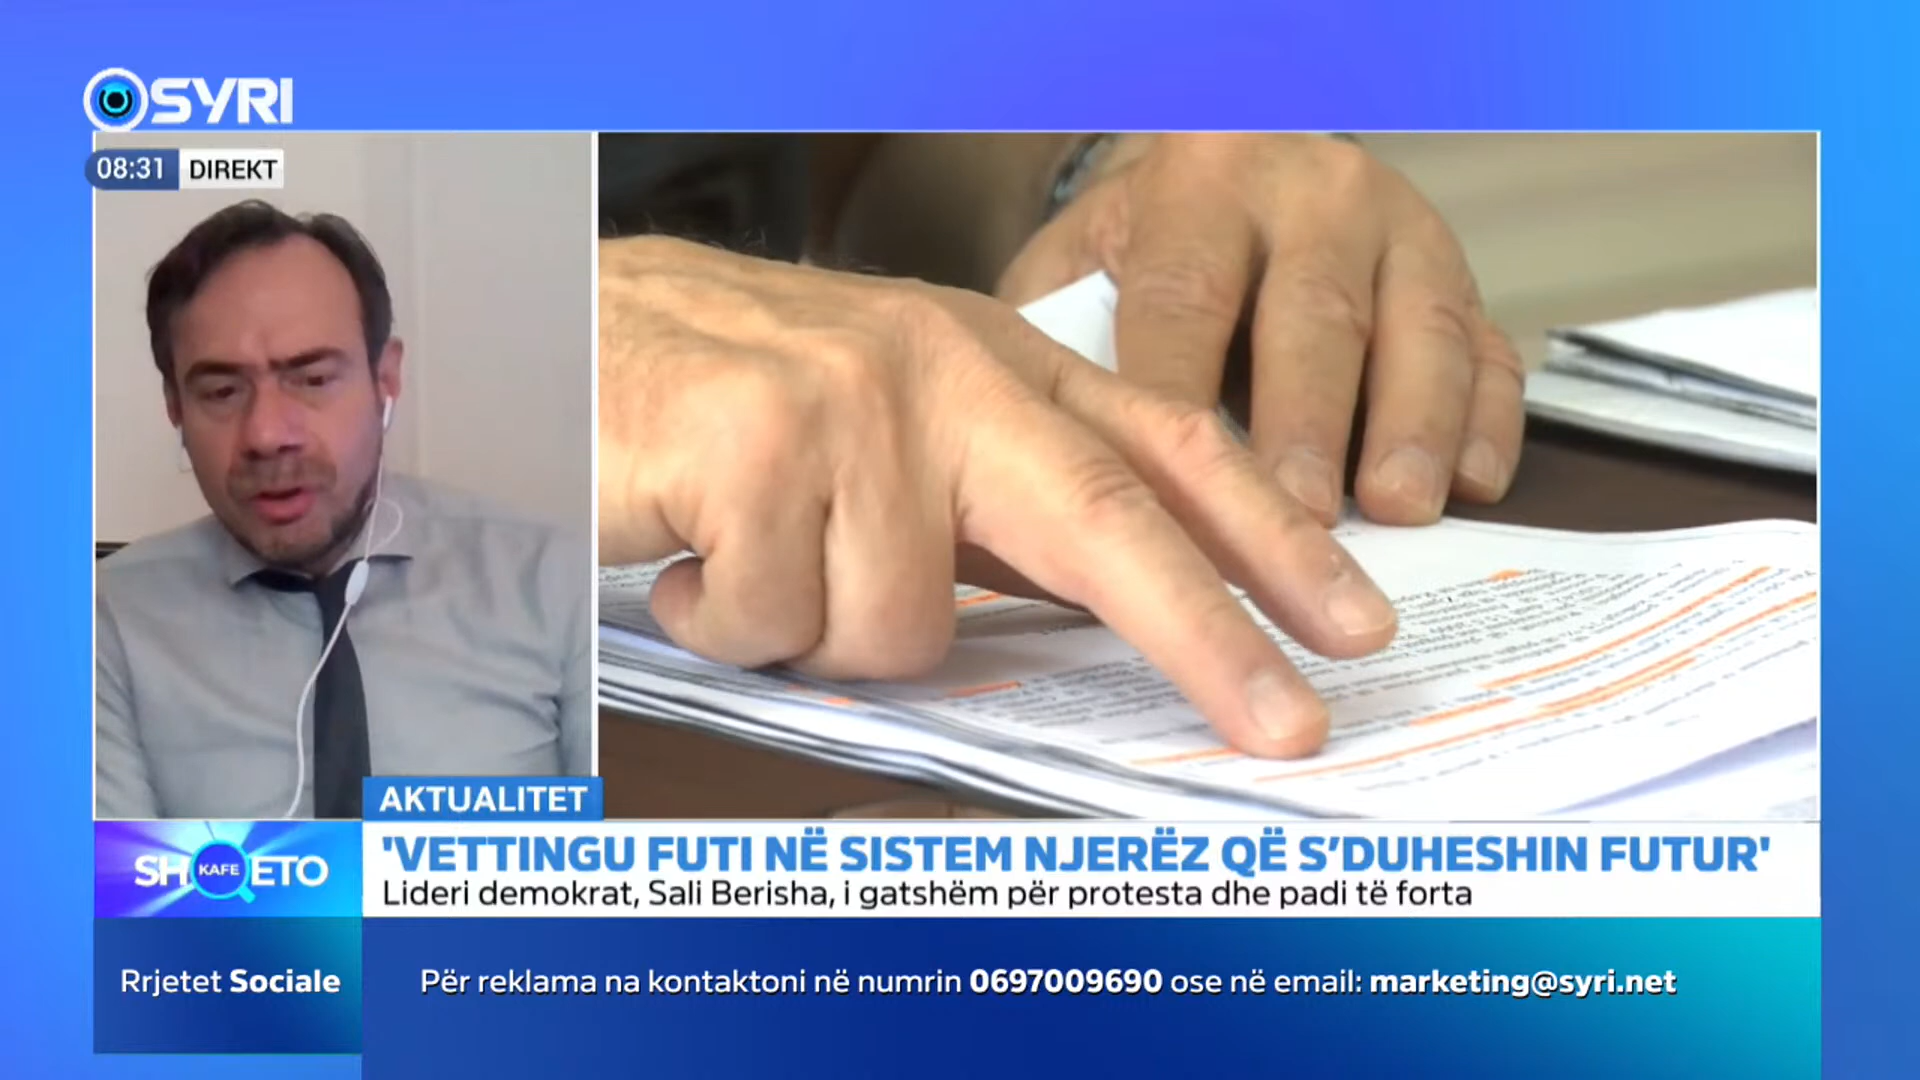 SYRI
08:31 DIREKT
AKTUALITET
SHQETO
KAFE
'VETTINGU FUTI NË SISTEM NJERËZ QË S'DUHESHIN FUTUR'
Lideri demokrat, Sali Berisha, i gatshëm për protesta dhe padi të forta
Rrjetet Sociale
Për reklama na kontaktoni në numrin 0697009690 ose në email: marketing@syri.net